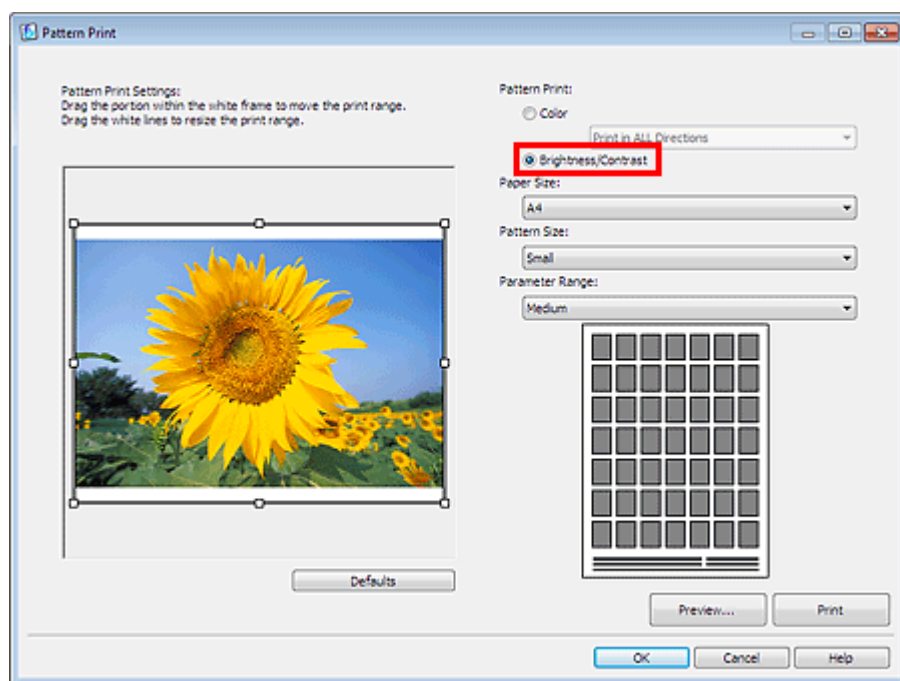 Pattern Print
Pattern Print Settings:
Drag the portion within the white frame to move the print range.
Drag the white lines to resize the print range.
Defaults
Pattern Print:
Color
Print in ALL Directions
Brightness/Contrast
Paper Size:
A4
Pattern Size:
Small
Parameter Range:
Medium
Preview...
Print
OK
Cancel
Help